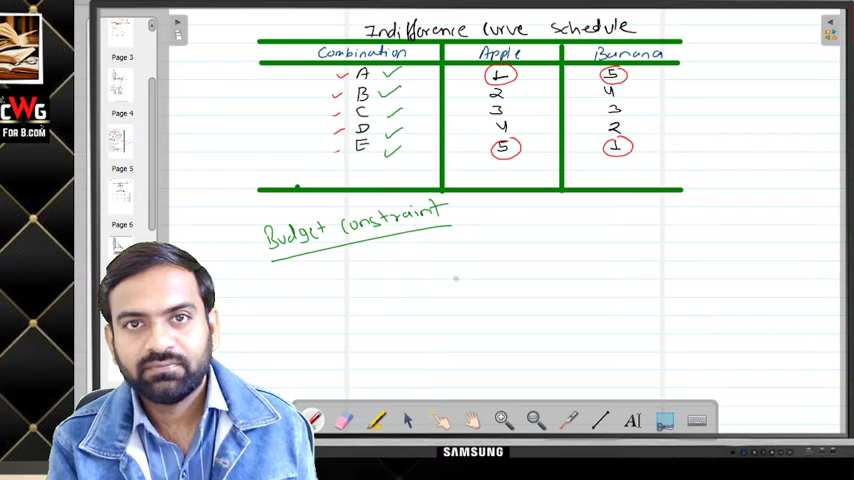 Indifference curve schedule
Combination Apple Banana
A 1 5
B 2 4
C 3 3
D 4 2
E 5 1
Budget constraint
Page 3
Page 4
Page 5
Page 6
CWG
FOR B.COM
AI
SAMSUNG